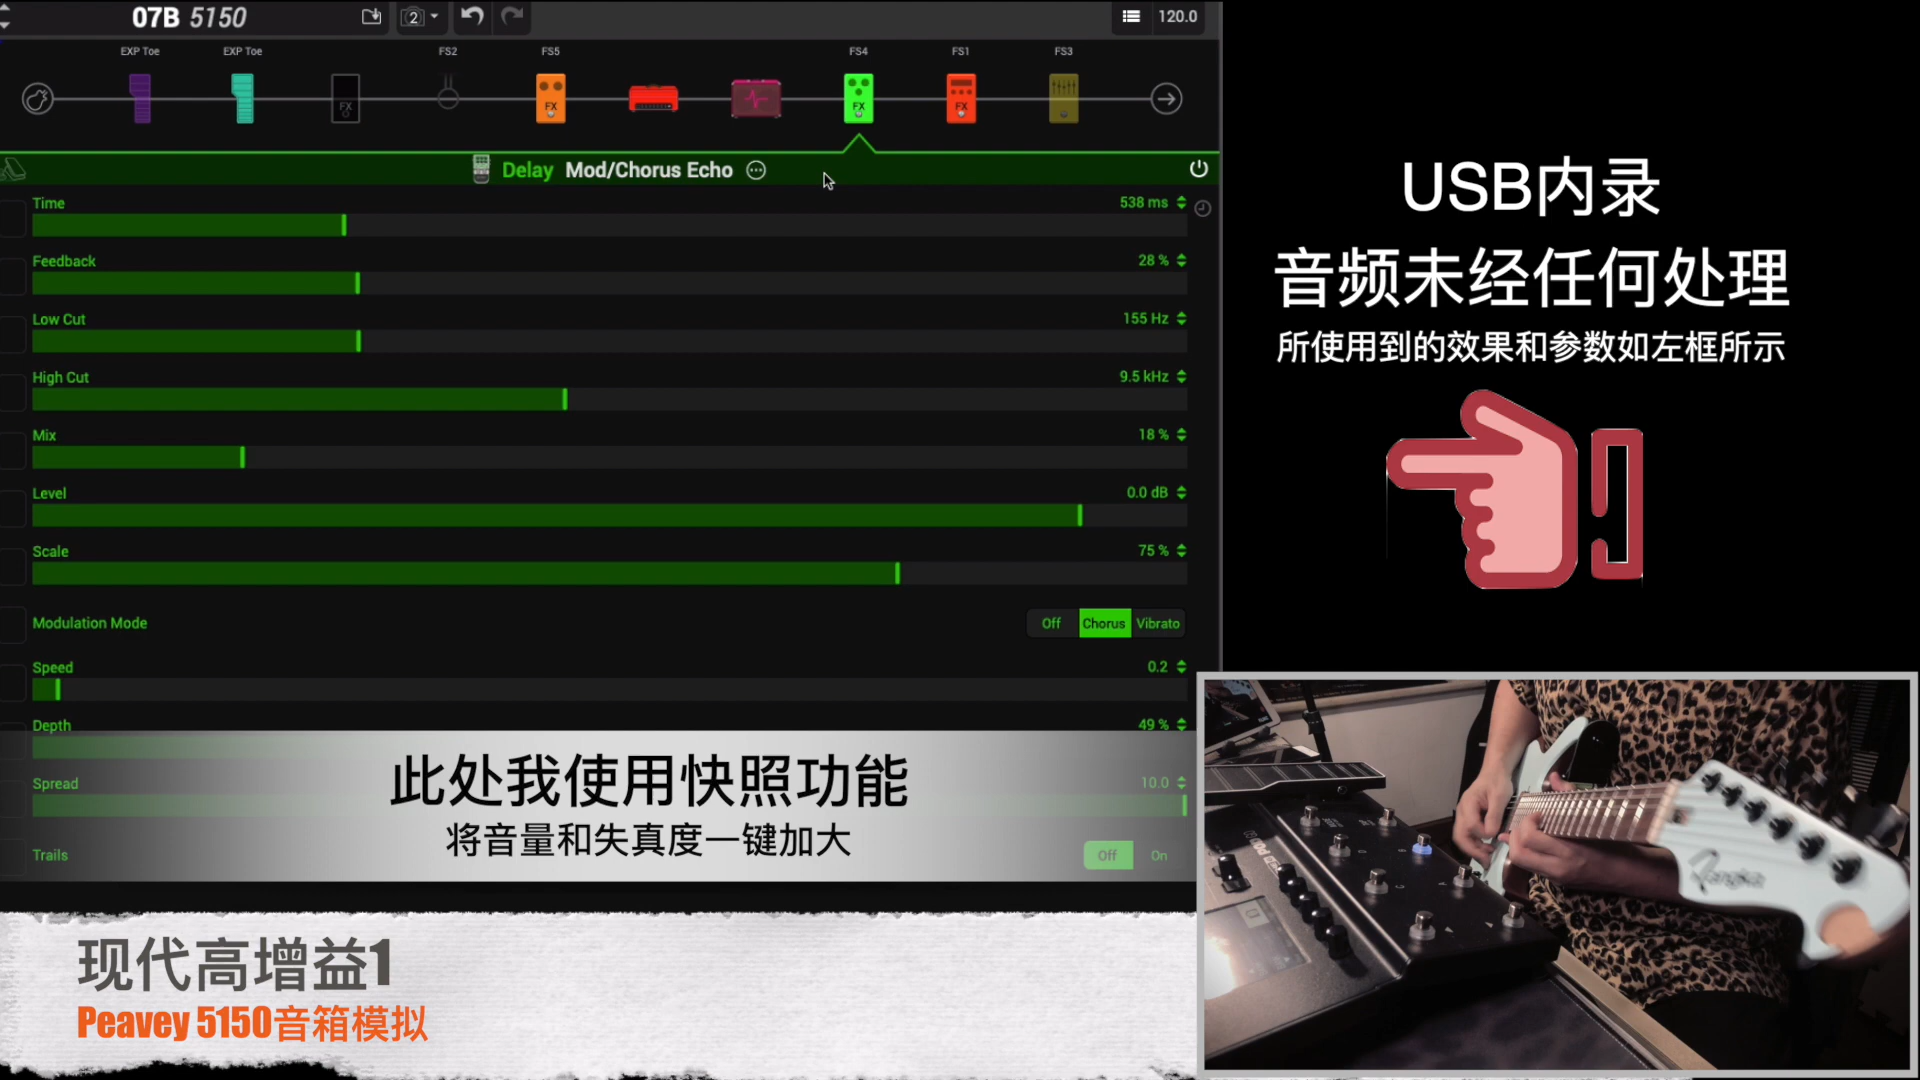 07B 5150
2
120.0
EXP Toe
EXP Toe
FS2
FS5
FS4
FS1
FS3
FX
FX
FX
FX
Delay Mod/Chorus Echo
Time
538 ms
Feedback
28 %
Low Cut
155 Hz
High Cut
9.5 kHz
Mix
18 %
Level
0.0 dB
Scale
75 %
Modulation Mode
Off Chorus Vibrato
Speed
0.2
Depth
49 %
Spread
10.0
Trails
Off On
此处我使用快照功能
将音量和失真度一键加大
现代高增益1
Peavey 5150音箱模拟
USB内录
音频未经任何处理
所使用到的效果和参数如左框所示